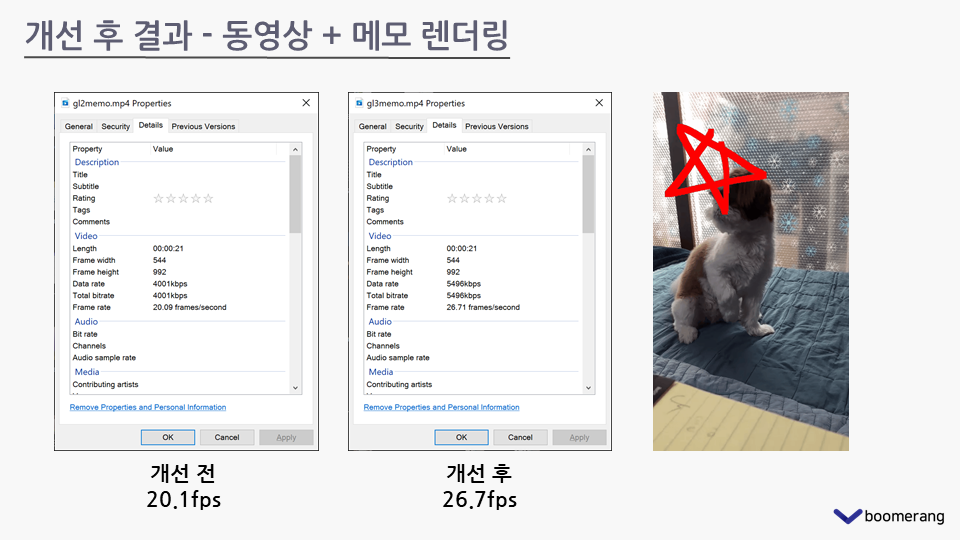 개선 후 결과 - 동영상 + 메모 렌더링
gl2memo.mp4 Properties
General Security Details Previous Versions
Property Value
Description
Title
Subtitle
Rating ☆☆☆☆☆
Tags
Comments
Video
Length 00:00:21
Frame width 544
Frame height 992
Data rate 4001kbps
Total bitrate 4001kbps
Frame rate 20.09 frames/second
Audio
Bit rate
Channels
Audio sample rate
Media
Contributing artists
Remove Properties and Personal Information
OK Cancel Apply
개선 전
20.1fps
gl3memo.mp4 Properties
General Security Details Previous Versions
Property Value
Description
Title
Subtitle
Rating ☆☆☆☆☆
Tags
Comments
Video
Length 00:00:21
Frame width 544
Frame height 992
Data rate 5496kbps
Total bitrate 5496kbps
Frame rate 26.71 frames/second
Audio
Bit rate
Channels
Audio sample rate
Media
Contributing artists
Remove Properties and Personal Information
OK Cancel Apply
개선 후
26.7fps
boomerang